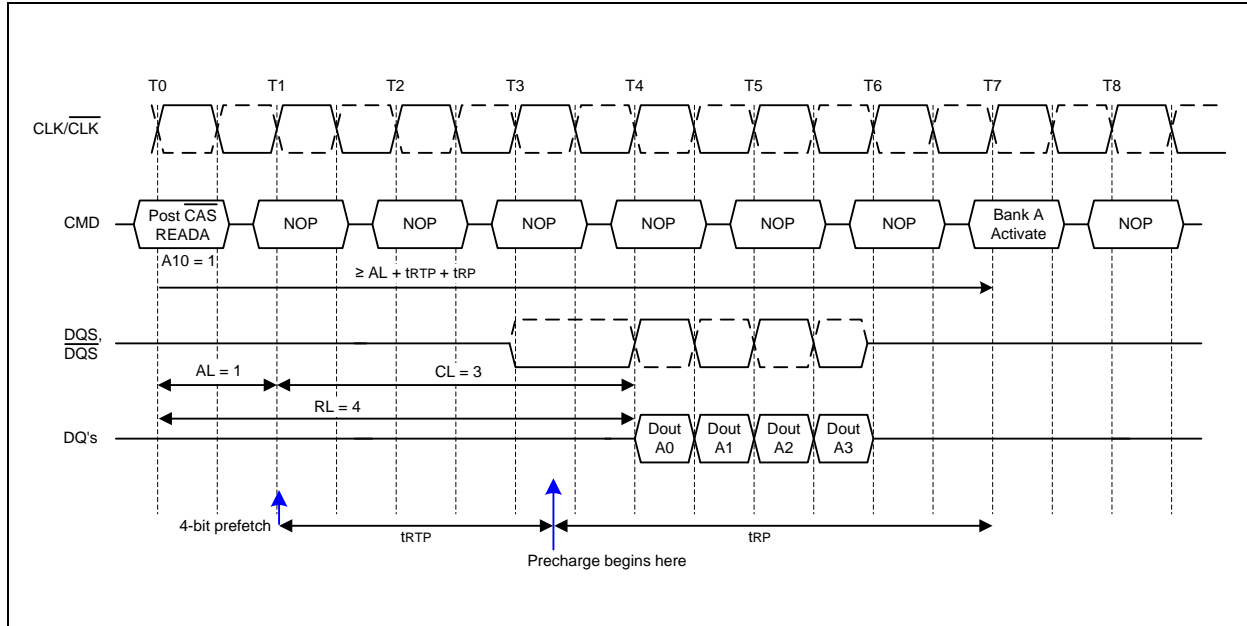 T0 T1 T2 T3 T4 T5 T6 T7 T8
CLK/CLK
CMD
Post CAS
READA
NOP NOP NOP NOP NOP NOP
Bank A
Activate
NOP
A10 = 1
≥ AL + tRTP + tRP
DQS,
DQS
AL = 1
CL = 3
RL = 4
DQ's
Dout
A0
Dout
A1
Dout
A2
Dout
A3
4-bit prefetch
tRTP
tRP
Precharge begins here